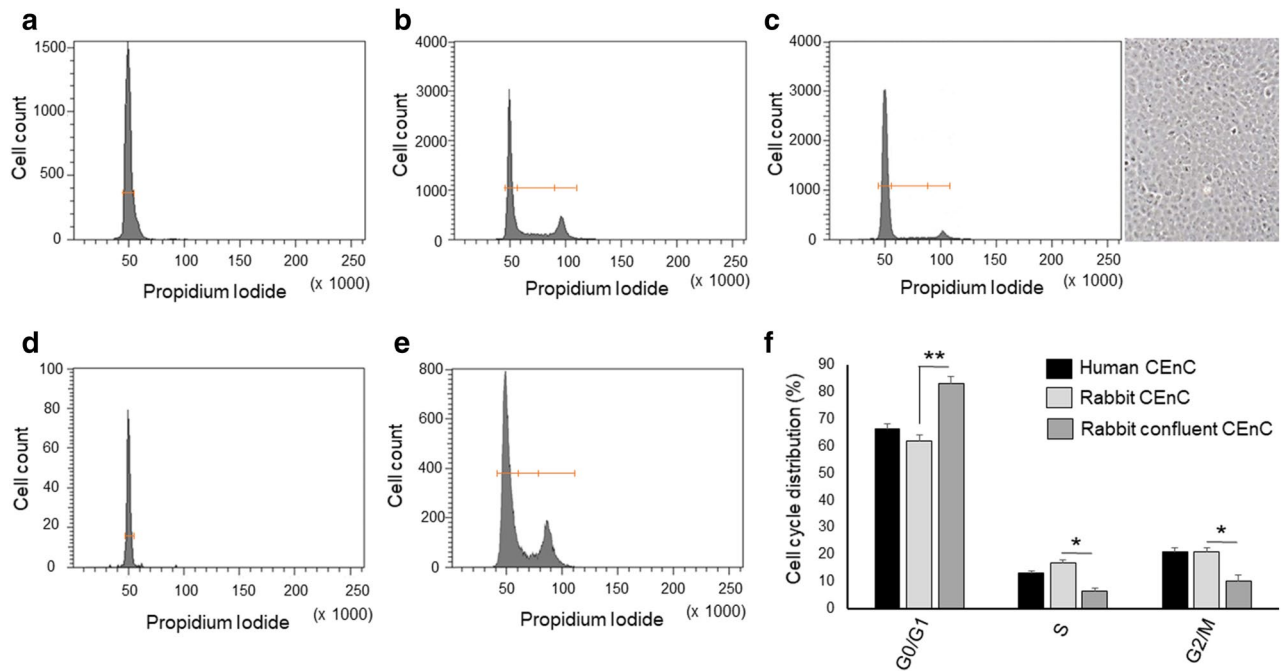 a
1500
1000
500
0
Cell count
50 100 150 200 250
Propidium Iodide (x 1000)
b
4000
3000
2000
1000
0
Cell count
50 100 150 200 250
Propidium Iodide (x 1000)
c
4000
3000
2000
1000
0
Cell count
50 100 150 200 250
Propidium Iodide (x 1000)
d
100
80
60
40
20
0
Cell count
50 100 150 200 250
Propidium Iodide (x 1000)
e
800
600
400
200
0
Cell count
50 100 150 200 250
Propidium Iodide (x 1000)
f
90
80
70
60
50
40
30
20
10
0
Cell cycle distribution (%)
**
*
*
Human CEnC
Rabbit CEnC
Rabbit confluent CEnC
G0/G1
S
G2/M